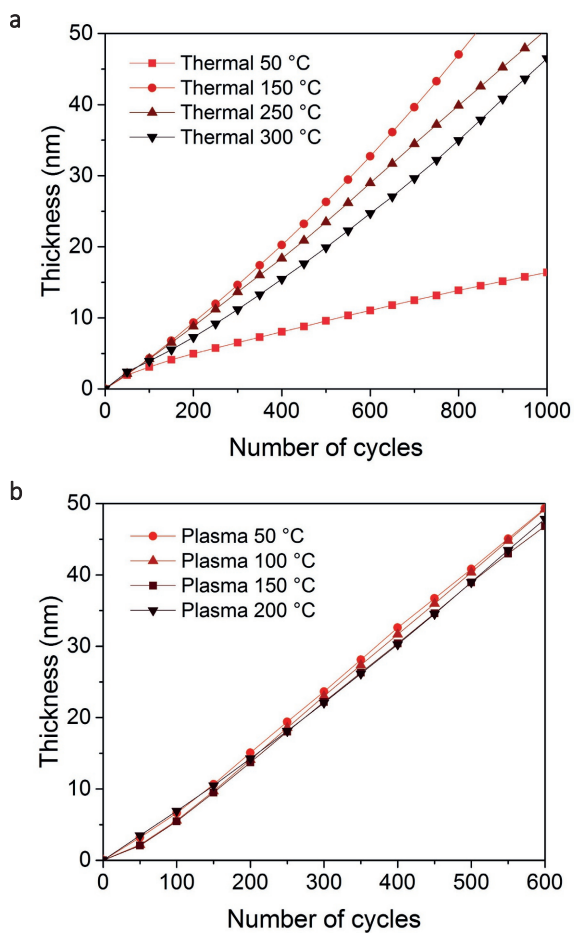 a
50
40
30
20
10
0
Thickness (nm)
Thermal 50 °C
Thermal 150 °C
Thermal 250 °C
Thermal 300 °C
0 200 400 600 800 1000
Number of cycles
b
50
40
30
20
10
0
Thickness (nm)
Plasma 50 °C
Plasma 100 °C
Plasma 150 °C
Plasma 200 °C
0 100 200 300 400 500 600
Number of cycles